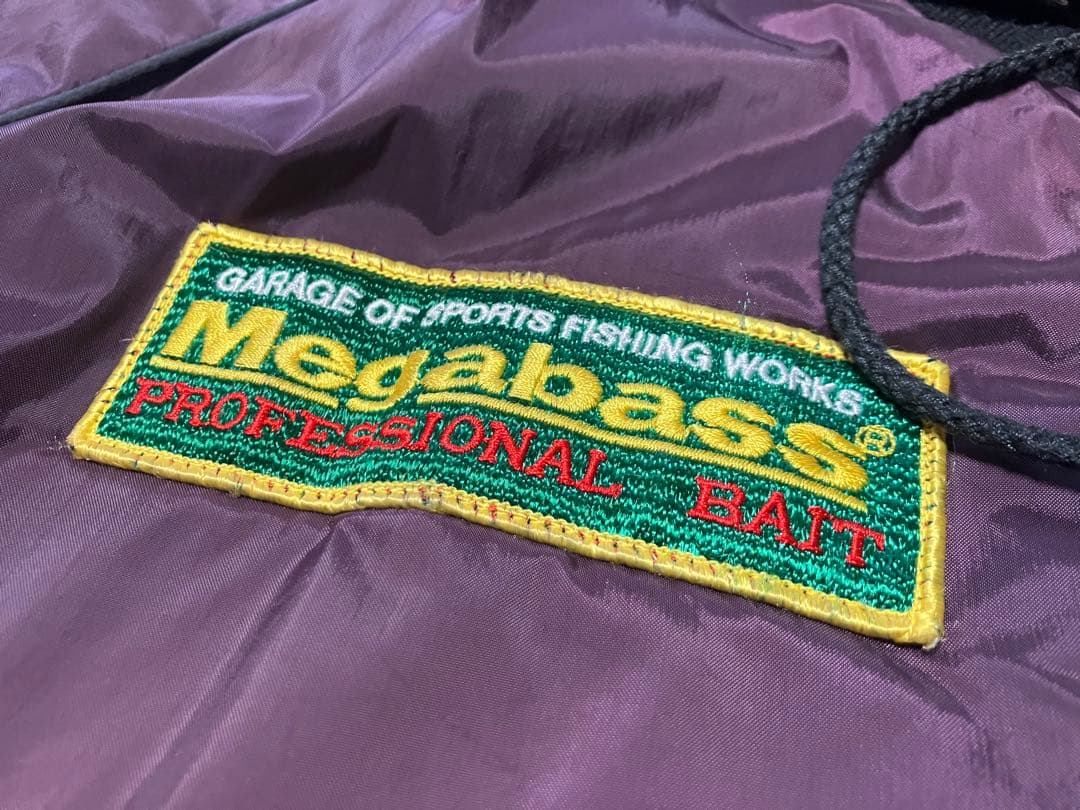 GARAGE OF SPORTS FISHING WORKS
Megabass®
PROFESSIONAL BAIT